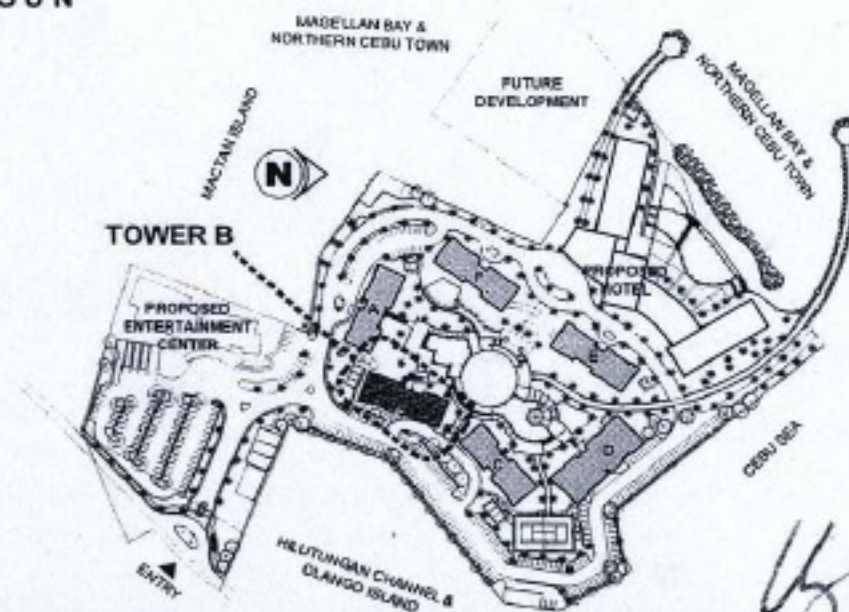 MAGELLAN BAY &
NORTHERN CEBU TOWN
FUTURE
DEVELOPMENT
MAGELLAN BAY &
NORTHERN CEBU TOWN
MACTAN ISLAND
N
TOWER B
PROPOSED
HOTEL
PROPOSED
ENTERTAINMENT
CENTER
A
C
D
CEBU SEA
HILUTUNGAN CHANNEL &
OLANGO ISLAND
ENTRY